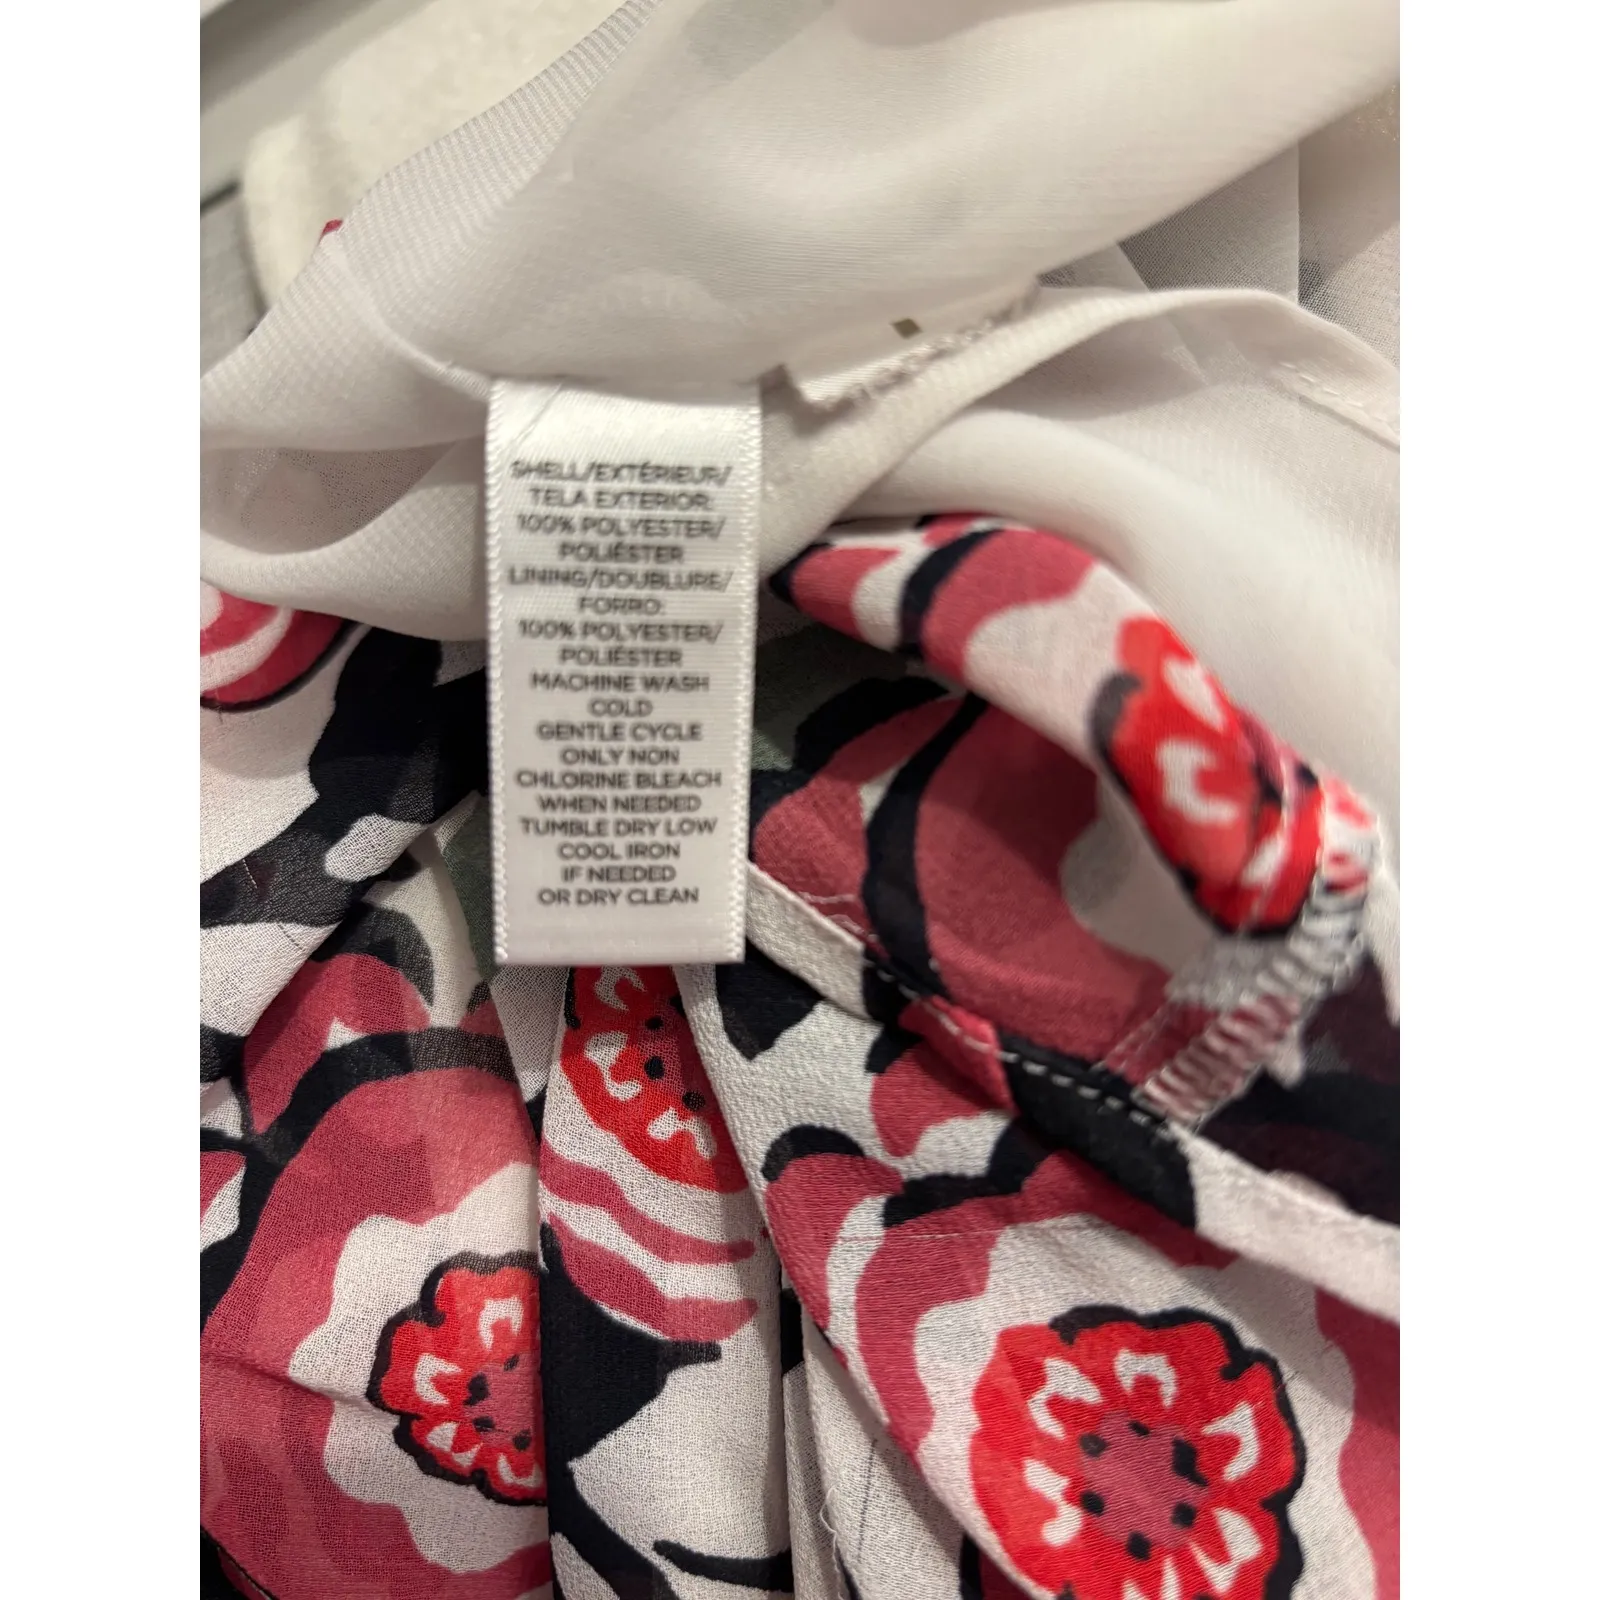 SHELL/EXTÉRIEUR/
TELA EXTERIOR:
100% POLYESTER/
POLIÉSTER
LINING/DOUBLURE/
FORRO:
100% POLYESTER/
POLIÉSTER
MACHINE WASH
COLD
GENTLE CYCLE
ONLY NON
CHLORINE BLEACH
WHEN NEEDED
TUMBLE DRY LOW
COOL IRON
IF NEEDED
OR DRY CLEAN